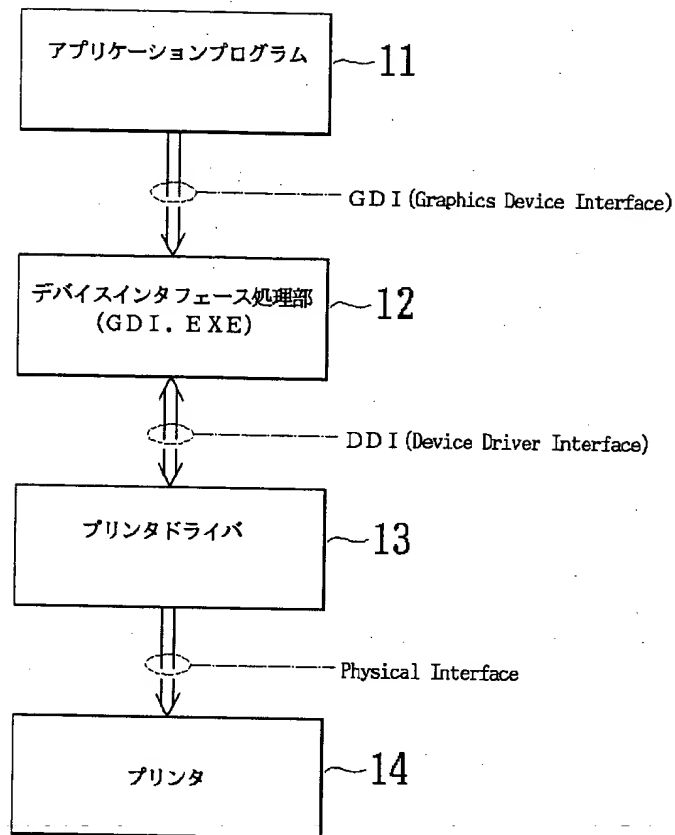 アプリケーションプログラム
11
GDI(Graphics Device Interface)
デバイスインタフェース処理部
(GDI.EXE)
12
DDI(Device Driver Interface)
プリンタドライバ
13
Physical Interface
プリンタ
14